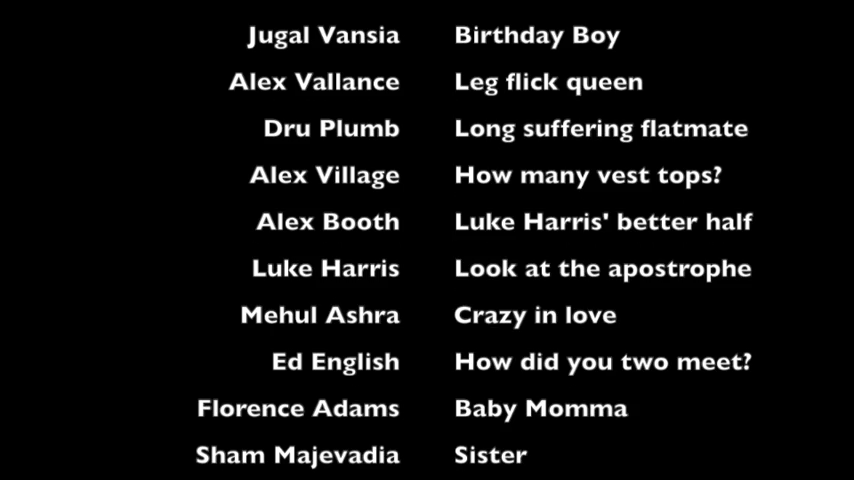 Jugal Vansia Birthday Boy
Alex Vallance Leg flick queen
Dru Plumb Long suffering flatmate
Alex Village How many vest tops?
Alex Booth Luke Harris' better half
Luke Harris Look at the apostrophe
Mehul Ashra Crazy in love
Ed English How did you two meet?
Florence Adams Baby Momma
Sham Majevadia Sister